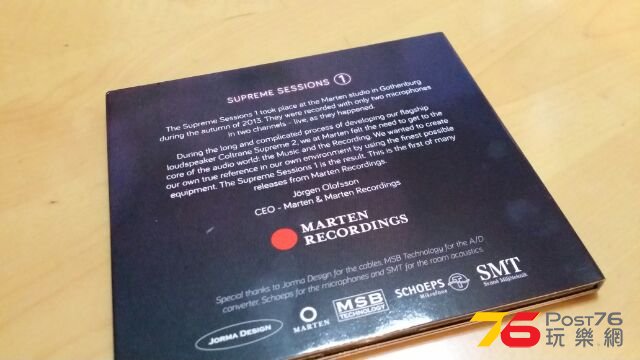 SUPREME SESSIONS 1
The Supreme Sessions 1 took place at the Marten studio in Gothenburg
during the autumn of 2013. They were recorded with only two microphones
in two channels - live, as they happened.
During the long and complicated process of developing our flagship
loudspeaker Coltrane Supreme 2, we at Marten felt the need to get to the
core of the audio world: the Music and the Recording. We wanted to create
our own true reference in our own environment by using the finest possible
equipment. The Supreme Sessions 1 is the result. This is the first of many
releases from Marten Recordings.
Jörgen Olofsson
CEO - Marten & Marten Recordings
MARTEN
RECORDINGS
Special thanks to Jorma Design for the cables, MSB Technology for the A/D
converter, Schoeps for the microphones and SMT for the room acoustics.
JORMA DESIGN
MARTEN
MSB
TECHNOLOGY
SCHOEPS
Mikrofone
SMT
Svensk Miljöteknik
76 Post76
玩樂網